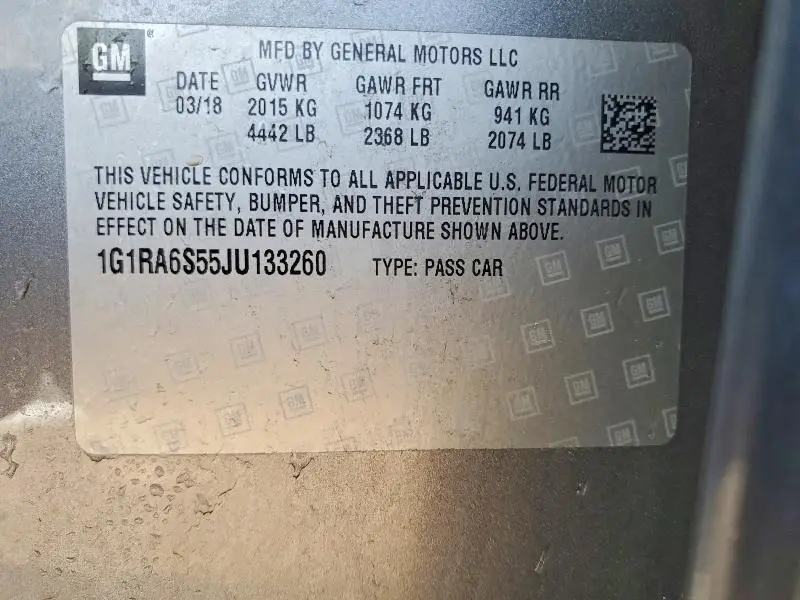 GM
MFD BY GENERAL MOTORS LLC
DATE GVWR GAWR FRT GAWR RR
03/18 2015 KG 1074 KG 941 KG
4442 LB 2368 LB 2074 LB
THIS VEHICLE CONFORMS TO ALL APPLICABLE U.S. FEDERAL MOTOR
VEHICLE SAFETY, BUMPER, AND THEFT PREVENTION STANDARDS IN
EFFECT ON THE DATE OF MANUFACTURE SHOWN ABOVE.
1G1RA6S55JU133260 TYPE: PASS CAR